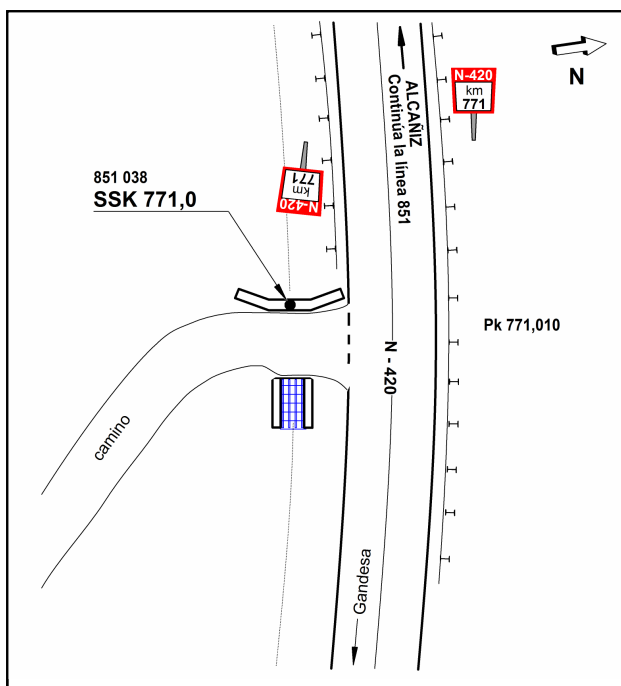 N
N-420
km
771
ALCAÑIZ
Continúa la línea 851
851 038
SSK 771,0
N-420
km
771
Pk 771,010
N - 420
camino
Gandesa